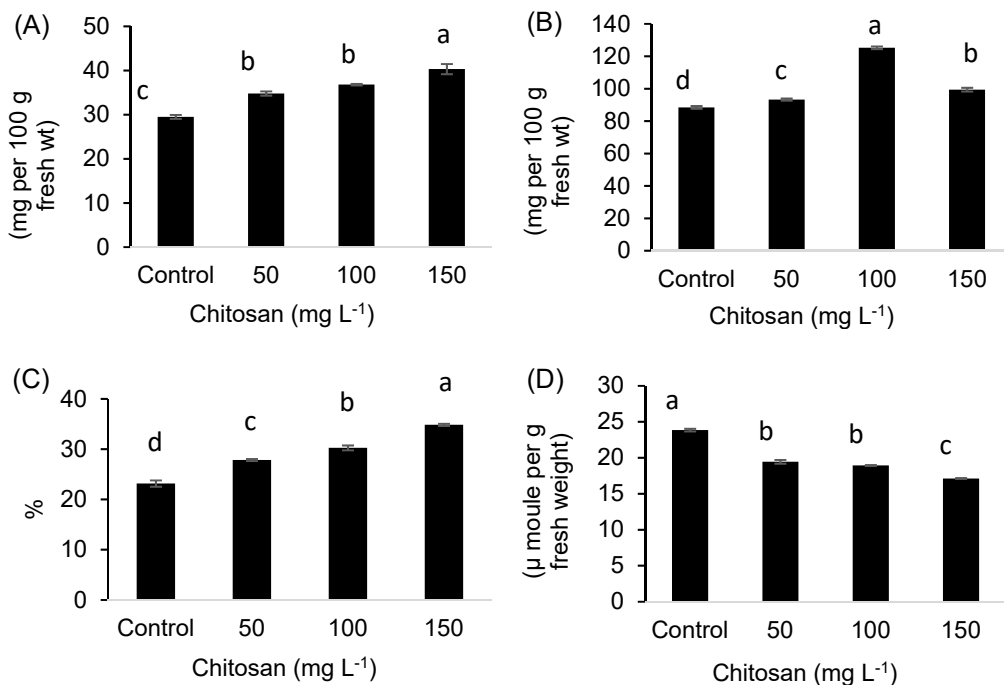 (A)
(mg per 100 g
fresh wt)
50
40
30
20
10
0
c
b
b
a
Control 50 100 150
Chitosan (mg L-1)
(B)
(mg per 100 g
fresh wt)
140
120
100
80
60
40
20
0
d
c
a
b
Control 50 100 150
Chitosan (mg L-1)
(C)
%
40
30
20
10
0
d
c
b
a
Control 50 100 150
Chitosan (mg L-1)
(D)
(µ moule per g
fresh weight)
30
25
20
15
10
5
0
a
b
b
c
Control 50 100 150
Chitosan (mg L-1)